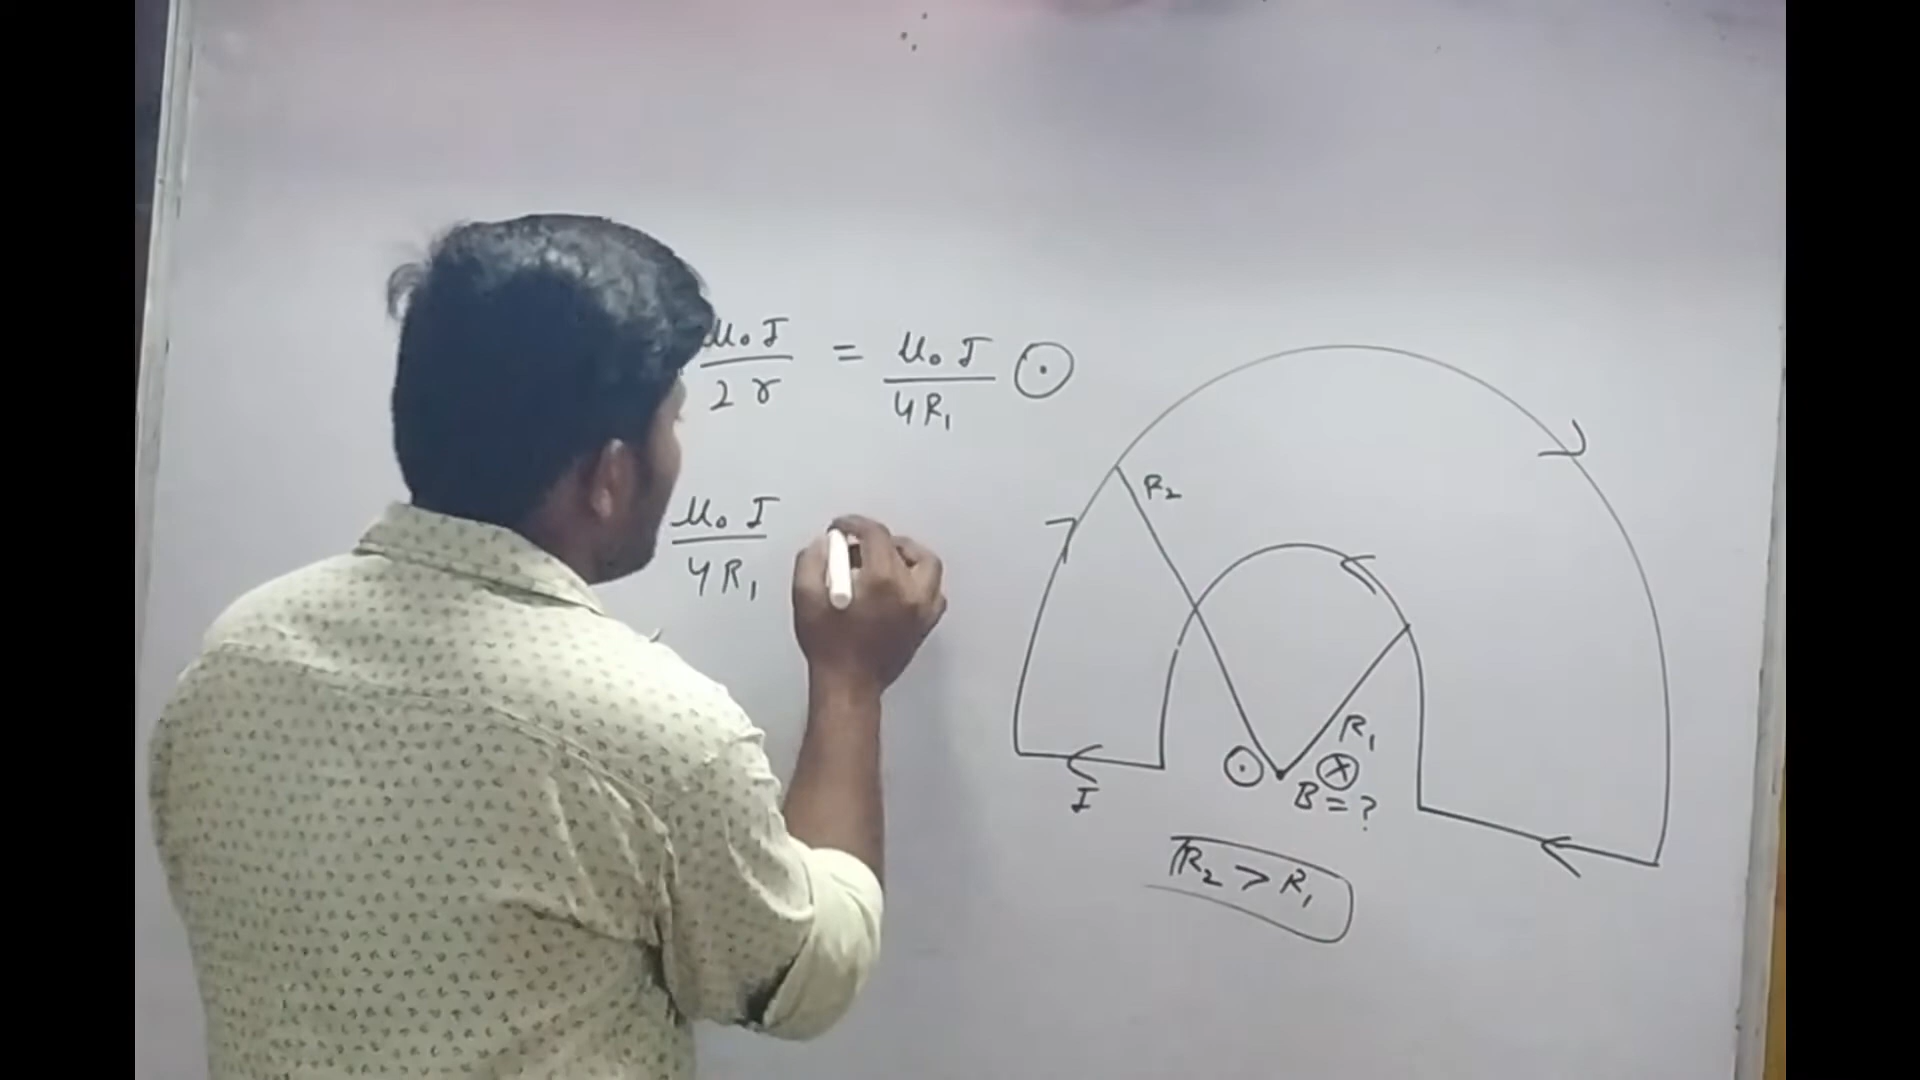 μ₀I/2r = μ₀I/4R₁ ⊙
μ₀I/4R₁
R₂
R₁
⊙ ⊗
I
B = ?
R₂ > R₁